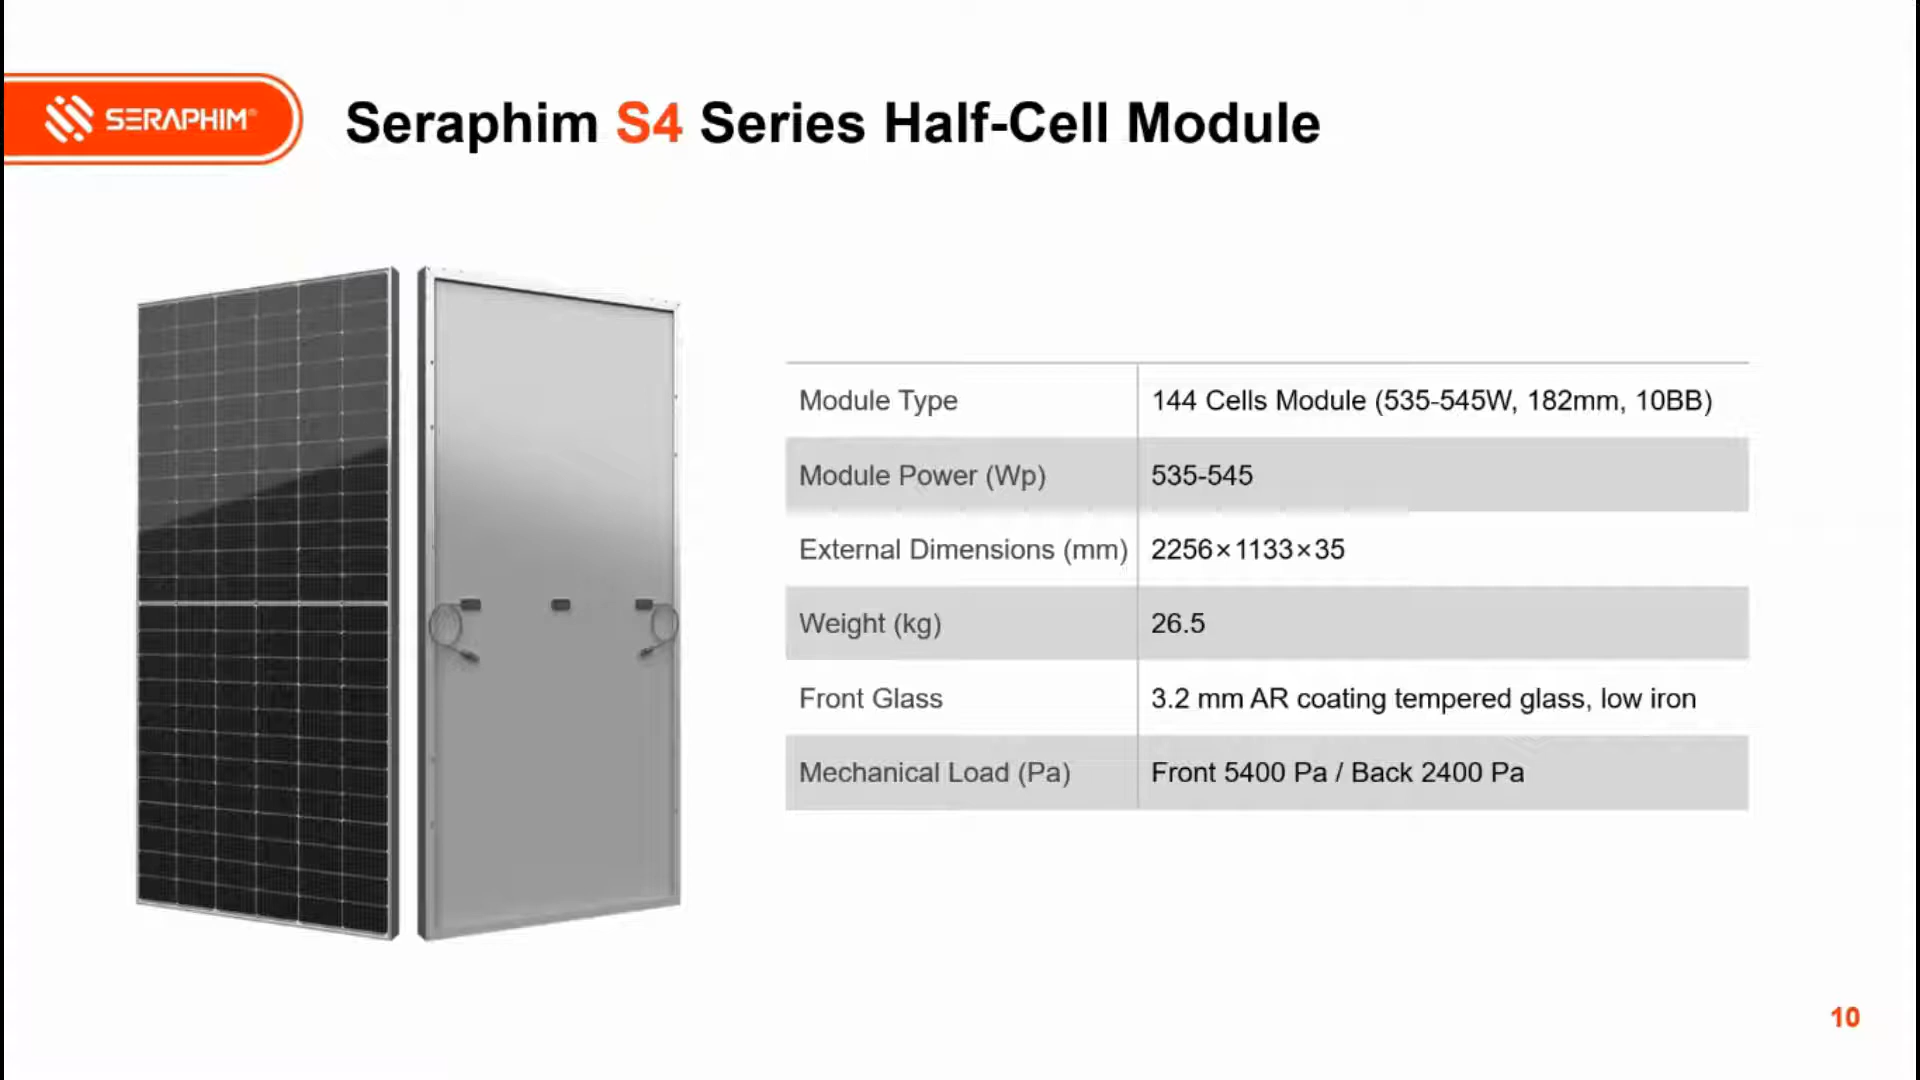 SERAPHIM®
Seraphim S4 Series Half-Cell Module
Module Type 144 Cells Module (535-545W, 182mm, 10BB)
Module Power (Wp) 535-545
External Dimensions (mm) 2256×1133×35
Weight (kg) 26.5
Front Glass 3.2 mm AR coating tempered glass, low iron
Mechanical Load (Pa) Front 5400 Pa / Back 2400 Pa
10